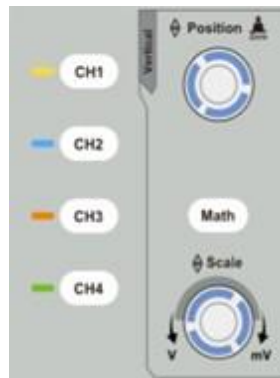 Vertical
Position
CH1
CH2
CH3
Math
CH4
Scale
V
mV